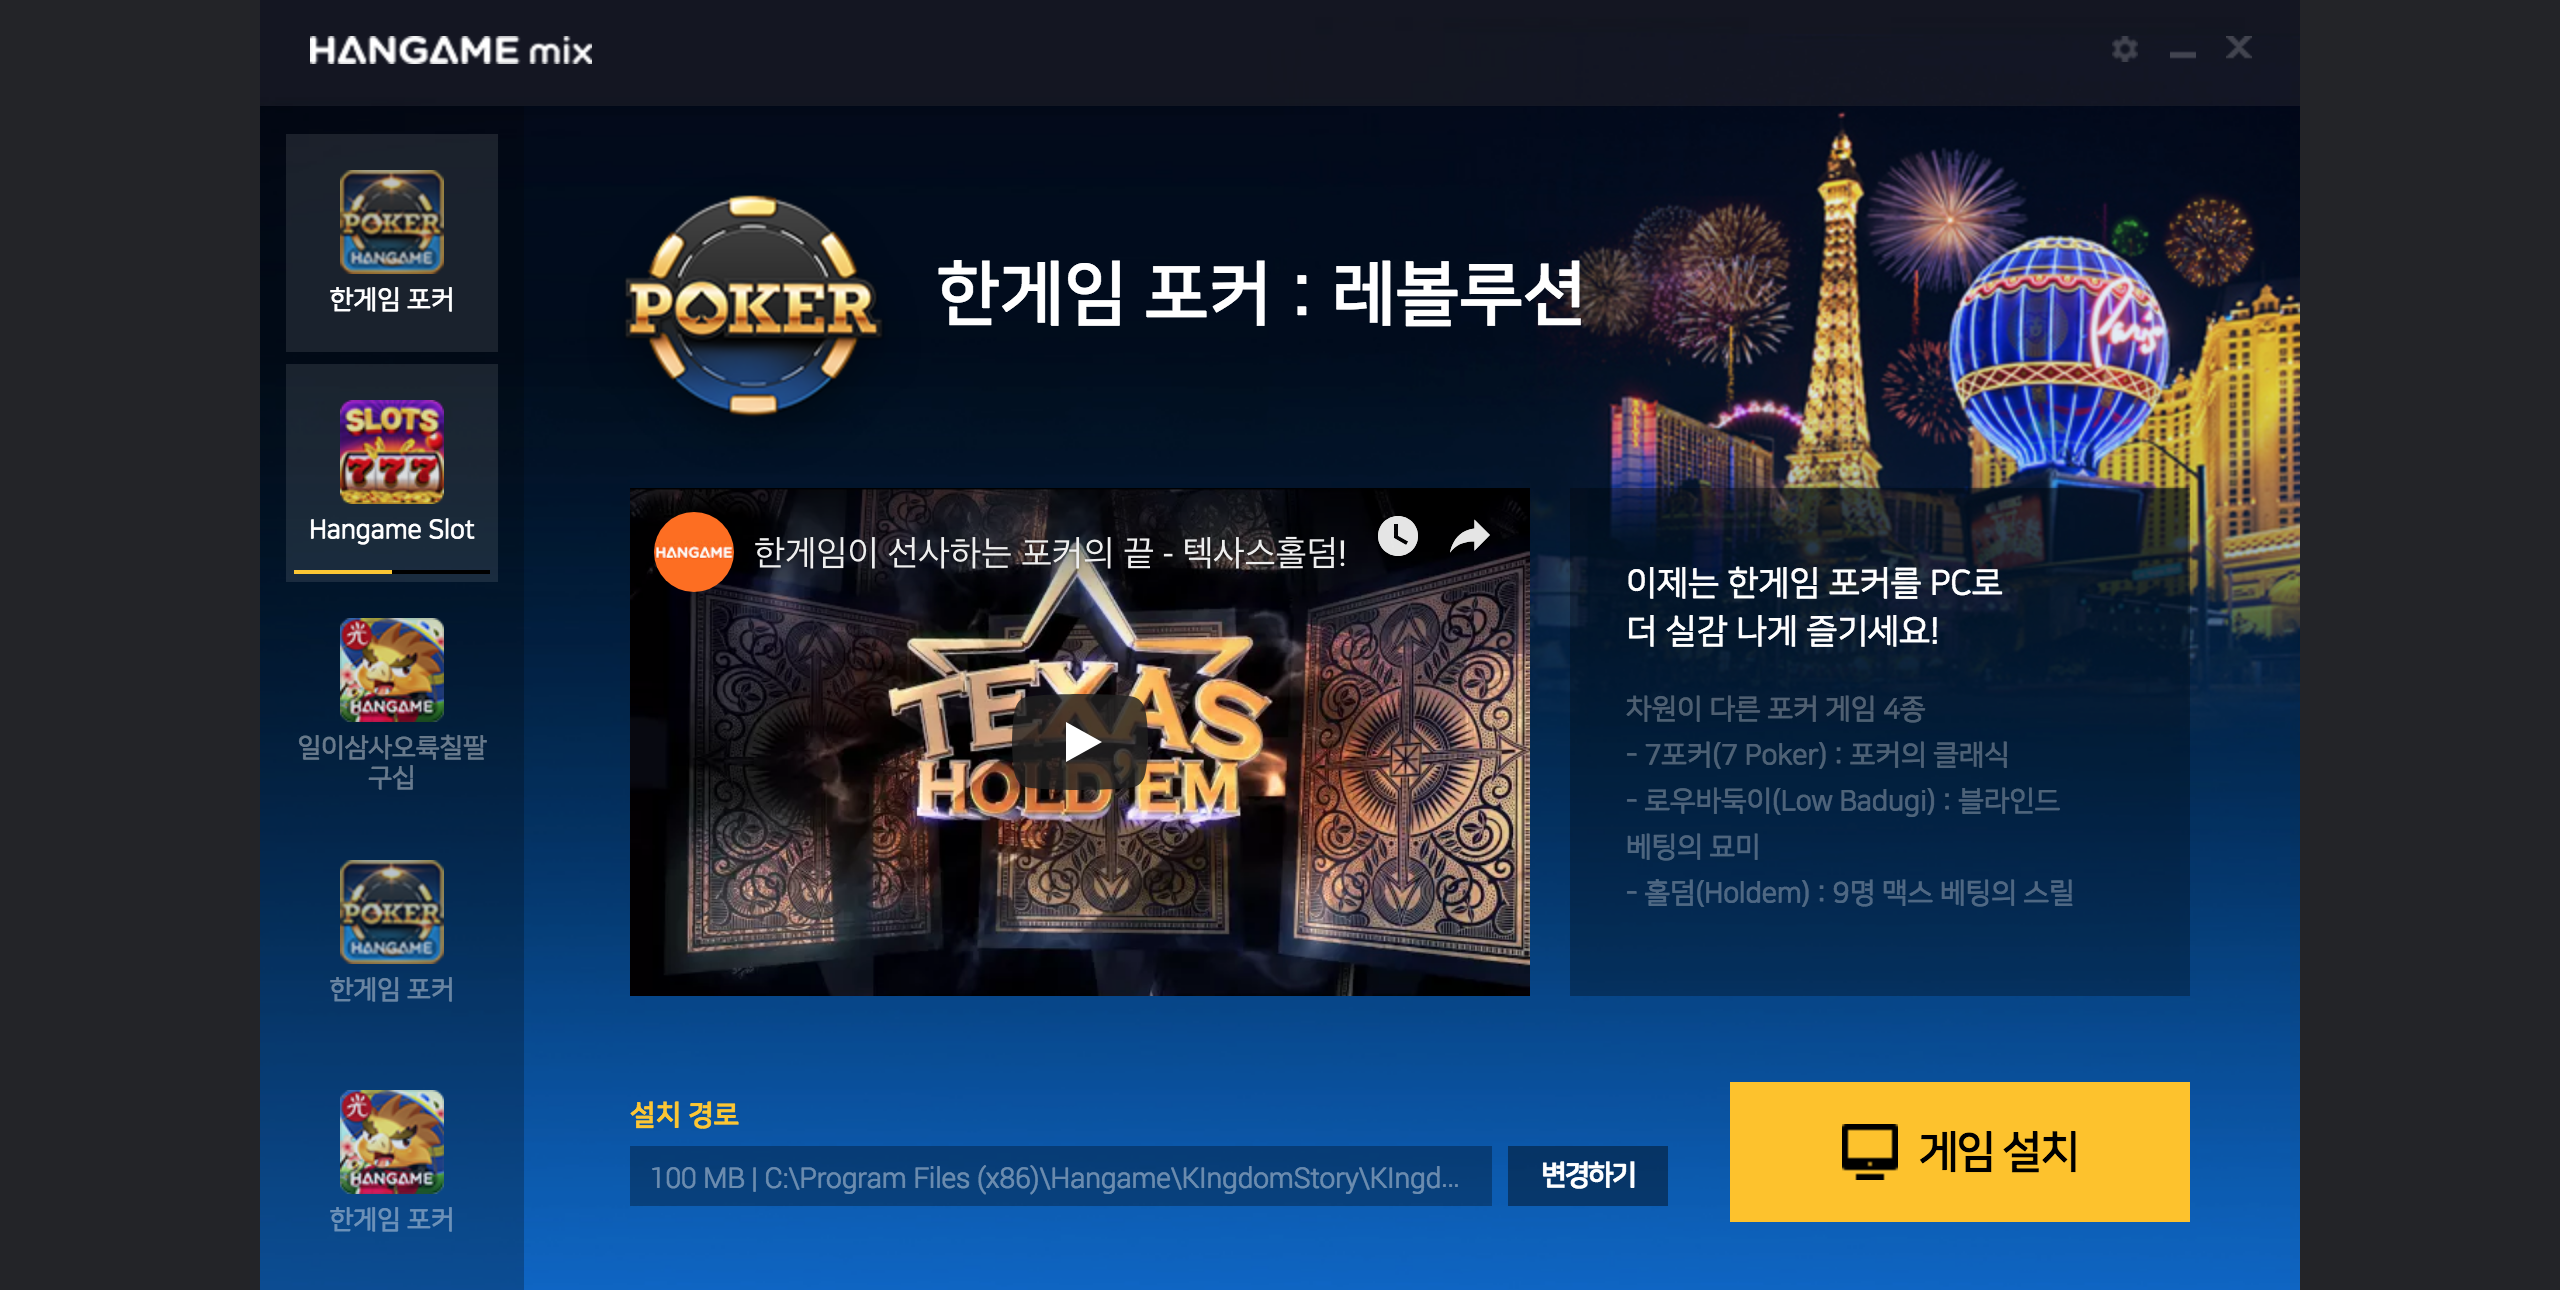 HANGAME mix
POKER
HANGAME
한게임 포커
SLOTS
777
Hangame Slot
光
HANGAME
일이삼사오륙칠팔
구십
POKER
HANGAME
한게임 포커
光
HANGAME
한게임 포커
POKER
한게임 포커 : 레볼루션
Paris
HANGAME
한게임이 선사하는 포커의 끝 - 텍사스홀덤!
TEXAS
HOLD'EM
이제는 한게임 포커를 PC로
더 실감 나게 즐기세요!
차원이 다른 포커 게임 4종
- 7포커(7 Poker) : 포커의 클래식
- 로우바둑이(Low Badugi) : 블라인드
베팅의 묘미
- 홀덤(Holdem) : 9명 맥스 베팅의 스릴
설치 경로
100 MB | C:\Program Files (x86)\Hangame\KIngdomStory\KIngd...
변경하기
게임 설치